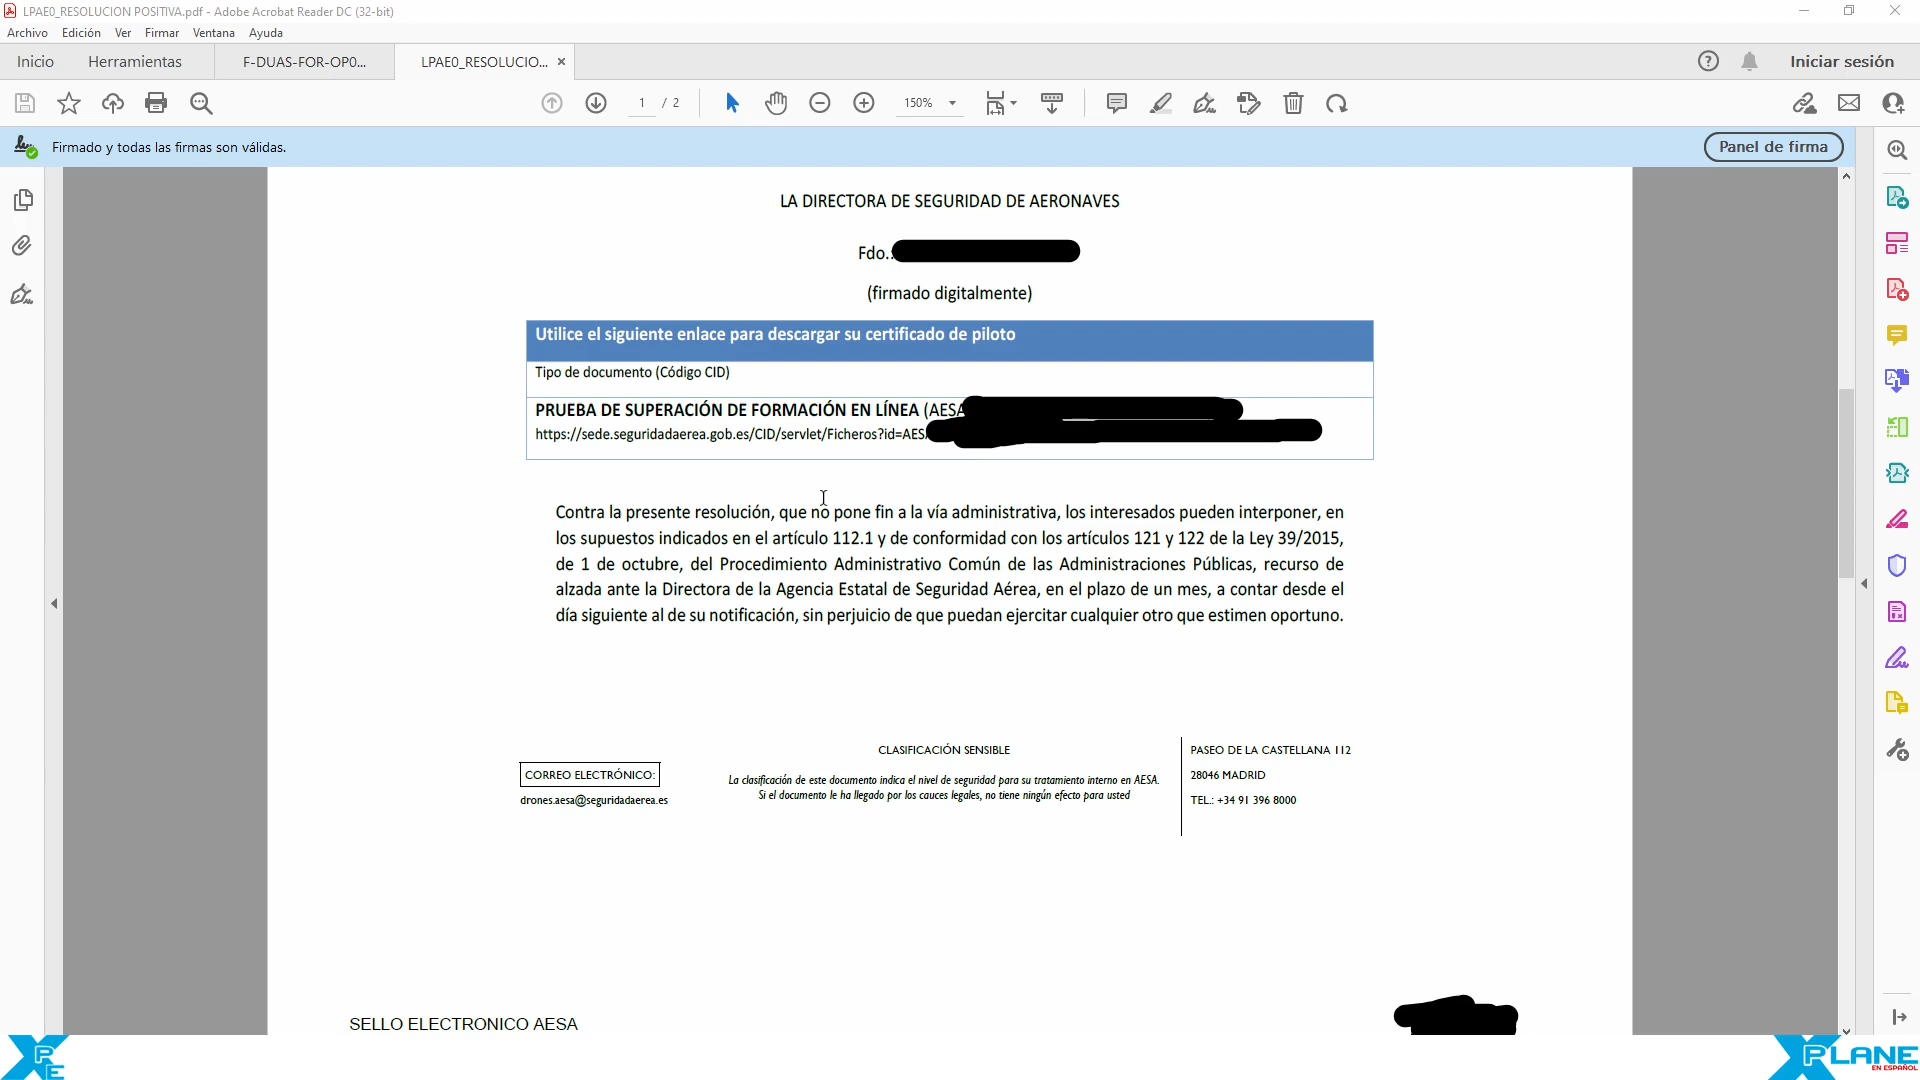 LPAE0_RESOLUCION POSITIVA.pdf - Adobe Acrobat Reader DC (32-bit)
Archivo Edición Ver Firmar Ventana Ayuda
Inicio Herramientas F-DUAS-FOR-OP0... LPAE0_RESOLUCIO... Iniciar sesión
1 / 2 150%
Firmado y todas las firmas son válidas. Panel de firma
LA DIRECTORA DE SEGURIDAD DE AERONAVES
Fdo.:
(firmado digitalmente)
Utilice el siguiente enlace para descargar su certificado de piloto
Tipo de documento (Código CID)
PRUEBA DE SUPERACIÓN DE FORMACIÓN EN LÍNEA (AESA
https://sede.seguridadaerea.gob.es/CID/servlet/Ficheros?id=AES
Contra la presente resolución, que no pone fin a la vía administrativa, los interesados pueden interponer, en
los supuestos indicados en el artículo 112.1 y de conformidad con los artículos 121 y 122 de la Ley 39/2015,
de 1 de octubre, del Procedimiento Administrativo Común de las Administraciones Públicas, recurso de
alzada ante la Directora de la Agencia Estatal de Seguridad Aérea, en el plazo de un mes, a contar desde el
día siguiente al de su notificación, sin perjuicio de que puedan ejercitar cualquier otro que estimen oportuno.
CORREO ELECTRÓNICO:
drones.aesa@seguridadaerea.es
CLASIFICACIÓN SENSIBLE
La clasificación de este documento indica el nivel de seguridad para su tratamiento interno en AESA.
Si el documento le ha llegado por los cauces legales, no tiene ningún efecto para usted
PASEO DE LA CASTELLANA 112
28046 MADRID
TEL.: +34 91 396 8000
SELLO ELECTRONICO AESA
XPE
XPLANE
EN ESPAÑOL